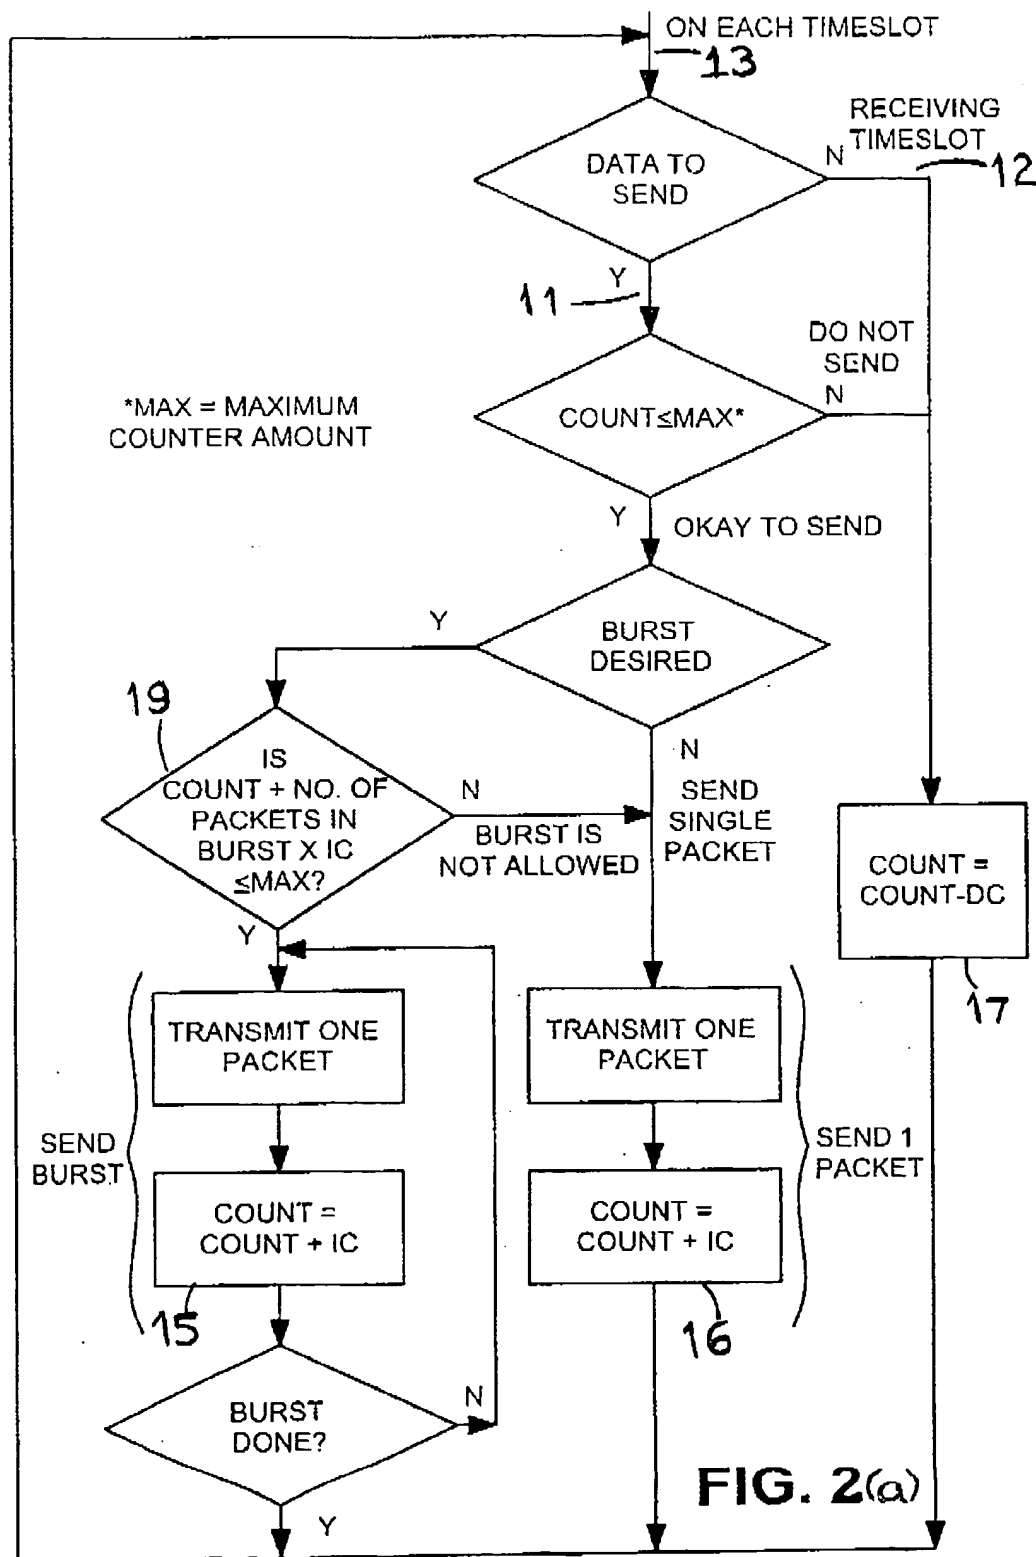 ON EACH TIMESLOT
13
RECEIVING
TIMESLOT
12
DATA TO
SEND
N
Y
11
DO NOT
SEND
N
*MAX = MAXIMUM
COUNTER AMOUNT
COUNT≤MAX*
Y
OKAY TO SEND
Y
BURST
DESIRED
19
N
IS
COUNT + NO. OF
PACKETS IN
BURST X IC
≤MAX?
N
BURST IS
NOT ALLOWED
SEND
SINGLE
PACKET
COUNT =
COUNT-DC
17
Y
TRANSMIT ONE
PACKET
TRANSMIT ONE
PACKET
SEND
BURST
SEND 1
PACKET
COUNT =
COUNT + IC
COUNT =
COUNT + IC
15
16
BURST
DONE?
N
Y
FIG. 2(a)